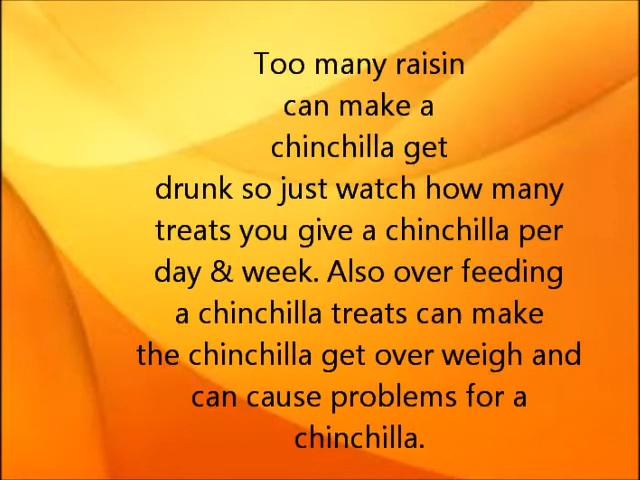 Too many raisin
can make a
chinchilla get
drunk so just watch how many
treats you give a chinchilla per
day & week. Also over feeding
a chinchilla treats can make
the chinchilla get over weigh and
can cause problems for a
chinchilla.